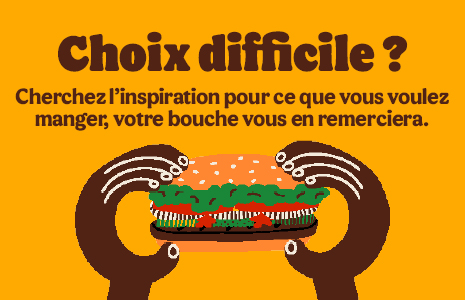 Choix difficile ?
Cherchez l’inspiration pour ce que vous voulez
manger, votre bouche vous en remerciera.